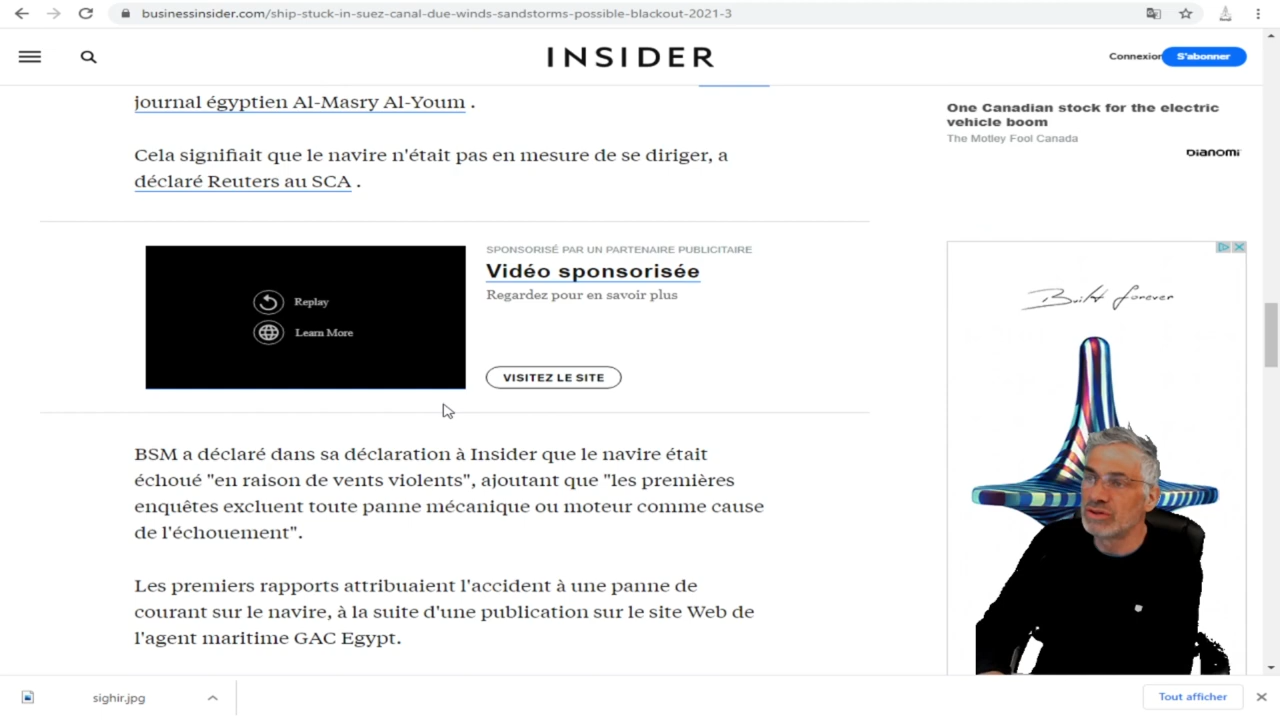 businessinsider.com/ship-stuck-in-suez-canal-due-winds-sandstorms-possible-blackout-2021-3
INSIDER
Connexion
S'abonner
journal égyptien Al-Masry Al-Youm .
Cela signifiait que le navire n'était pas en mesure de se diriger, a
déclaré Reuters au SCA .
Replay
Learn More
SPONSORISÉ PAR UN PARTENAIRE PUBLICITAIRE
Vidéo sponsorisée
Regardez pour en savoir plus
VISITEZ LE SITE
BSM a déclaré dans sa déclaration à Insider que le navire était
échoué "en raison de vents violents", ajoutant que "les premières
enquêtes excluent toute panne mécanique ou moteur comme cause
de l'échouement".
Les premiers rapports attribuaient l'accident à une panne de
courant sur le navire, à la suite d'une publication sur le site Web de
l'agent maritime GAC Egypt.
One Canadian stock for the electric
vehicle boom
The Motley Fool Canada
DIANOMI
Built forever
sighir.jpg
Tout afficher